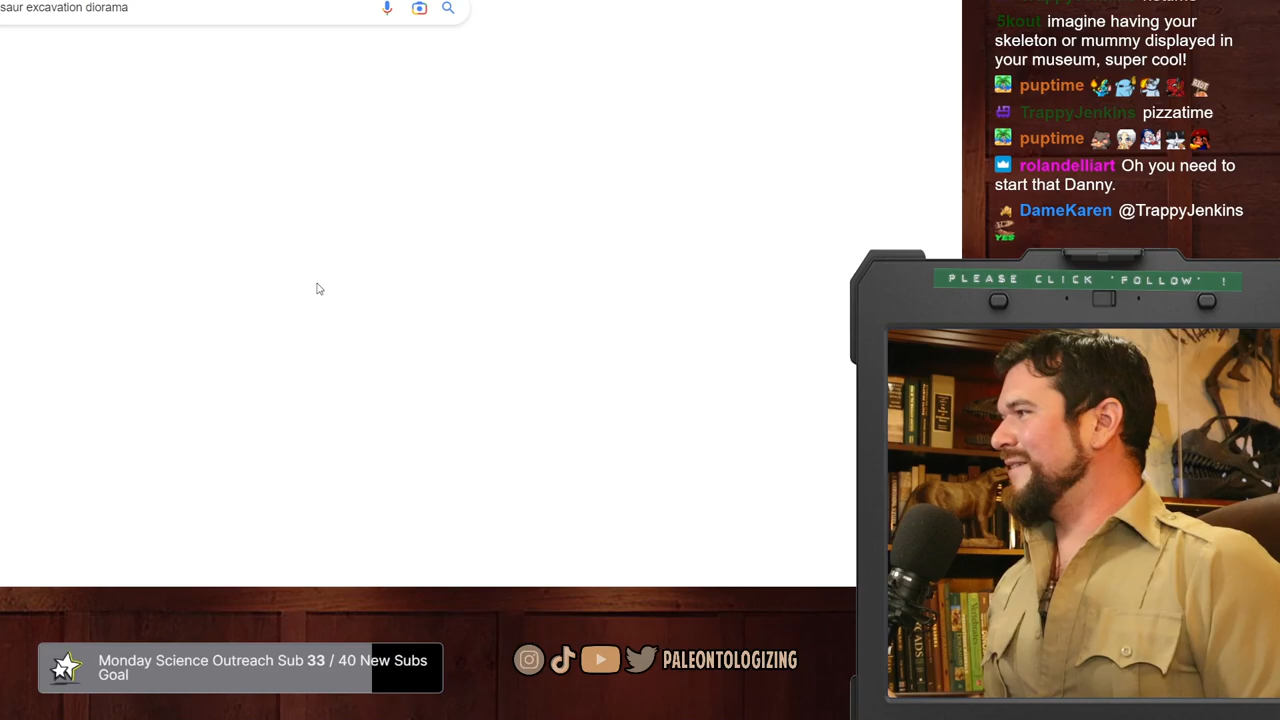 saur excavation diorama
5kout imagine having your
skeleton or mummy displayed in
your museum, super cool!
puptime
TrappyJenkins pizzatime
puptime
rolandelliart Oh you need to
start that Danny.
DameKaren @TrappyJenkins
YES
PLEASE CLICK 'FOLLOW' !
Monday Science Outreach Sub 33 / 40 New Subs
Goal
PALEONTOLOGIZING